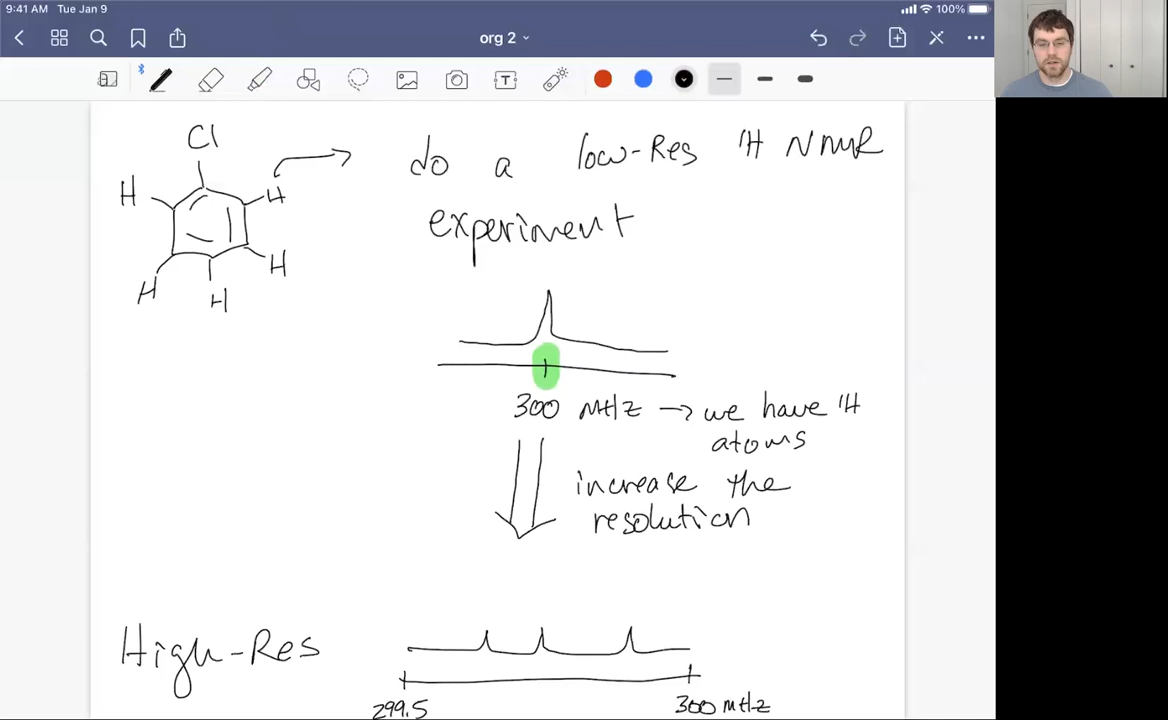 9:41 AM Tue Jan 9
100%
org 2
T
Cl
H
H
H
H
H
do a low-Res ¹H NMR
experiment
300 MHz → we have ¹H
atoms
increase the
resolution
High-Res
299.5
300 MHz